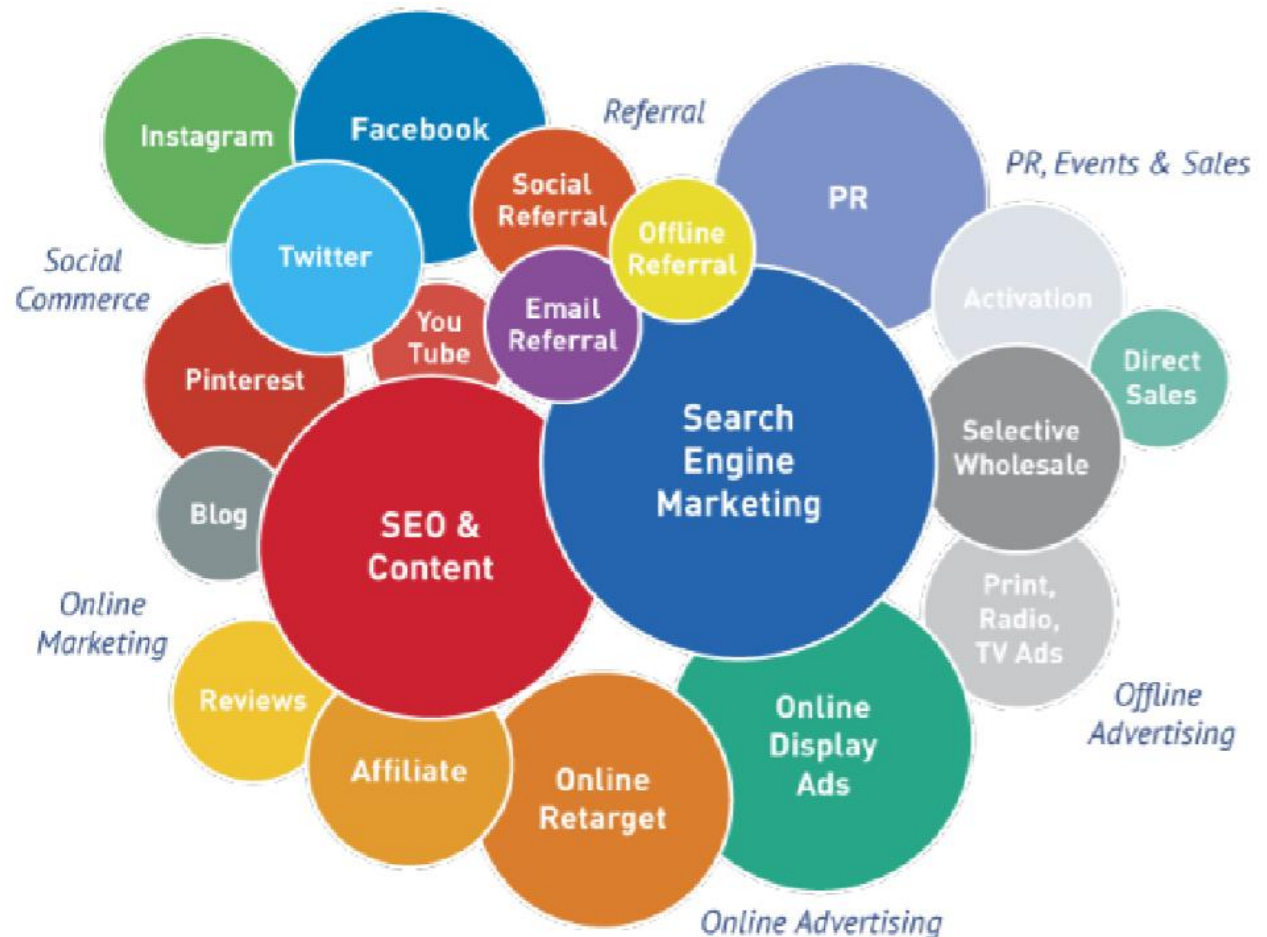 Instagram
Facebook
Referral
PR, Events & Sales
Social
Referral
PR
Offline
Referral
Twitter
Social
Commerce
Activation
You
Tube
Email
Referral
Direct
Sales
Pinterest
Search
Engine
Marketing
Selective
Wholesale
Blog
SEO &
Content
Online
Marketing
Print,
Radio,
TV Ads
Reviews
Offline
Advertising
Affiliate
Online
Retarget
Online
Display
Ads
Online Advertising